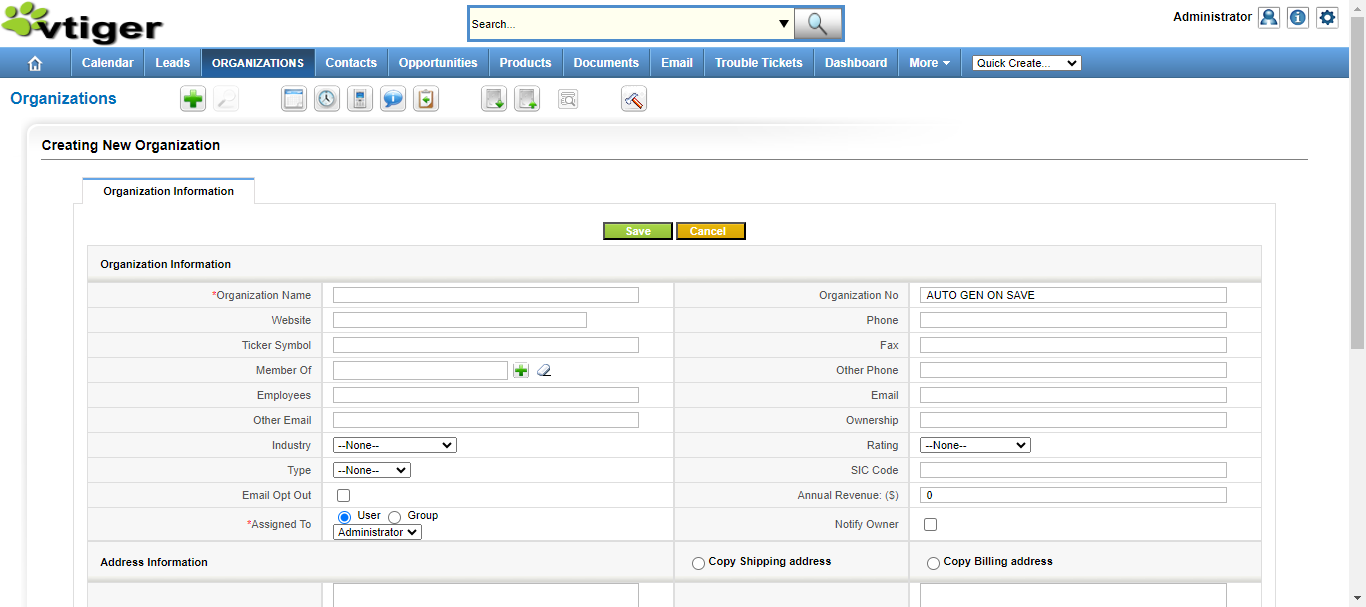 vtiger
Search...
Administrator
Calendar Leads ORGANIZATIONS Contacts Opportunities Products Documents Email Trouble Tickets Dashboard More Quick Create...
Organizations
Creating New Organization
Organization Information
Save Cancel
Organization Information
*Organization Name Organization No AUTO GEN ON SAVE
Website Phone
Ticker Symbol Fax
Member Of Other Phone
Employees Email
Other Email Ownership
Industry --None-- Rating --None--
Type --None-- SIC Code
Email Opt Out Annual Revenue: ($) 0
*Assigned To User Group Notify Owner
Administrator
Address Information Copy Shipping address Copy Billing address